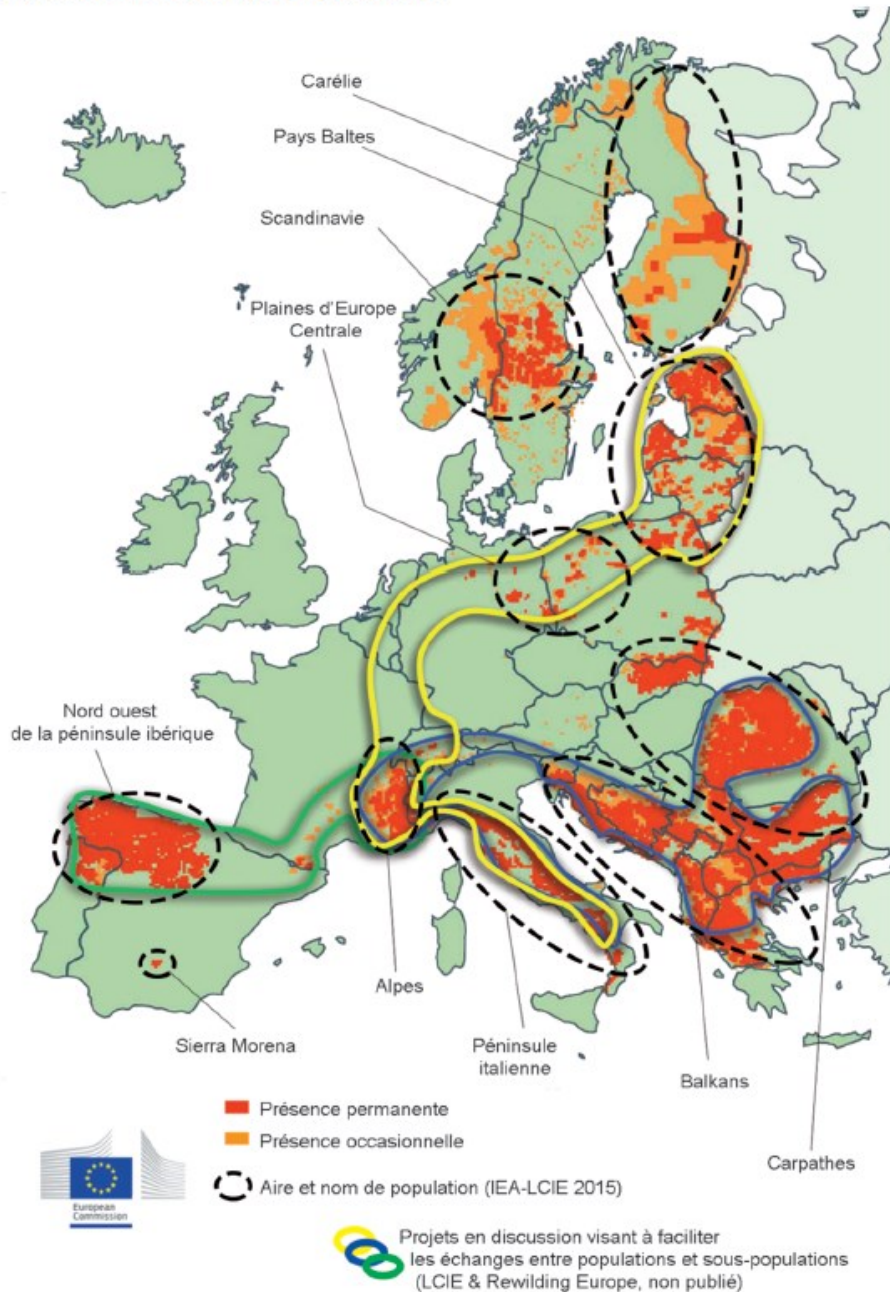 Carélie
Pays Baltes
Scandinavie
Plaines d'Europe
Centrale
Nord ouest
de la péninsule ibérique
Alpes
Sierra Morena
Péninsule
italienne
Balkans
Carpathes
Présence permanente
Présence occasionnelle
Aire et nom de population (IEA-LCIE 2015)
European
Commission
Projets en discussion visant à faciliter
les échanges entre populations et sous-populations
(LCIE & Rewilding Europe, non publié)